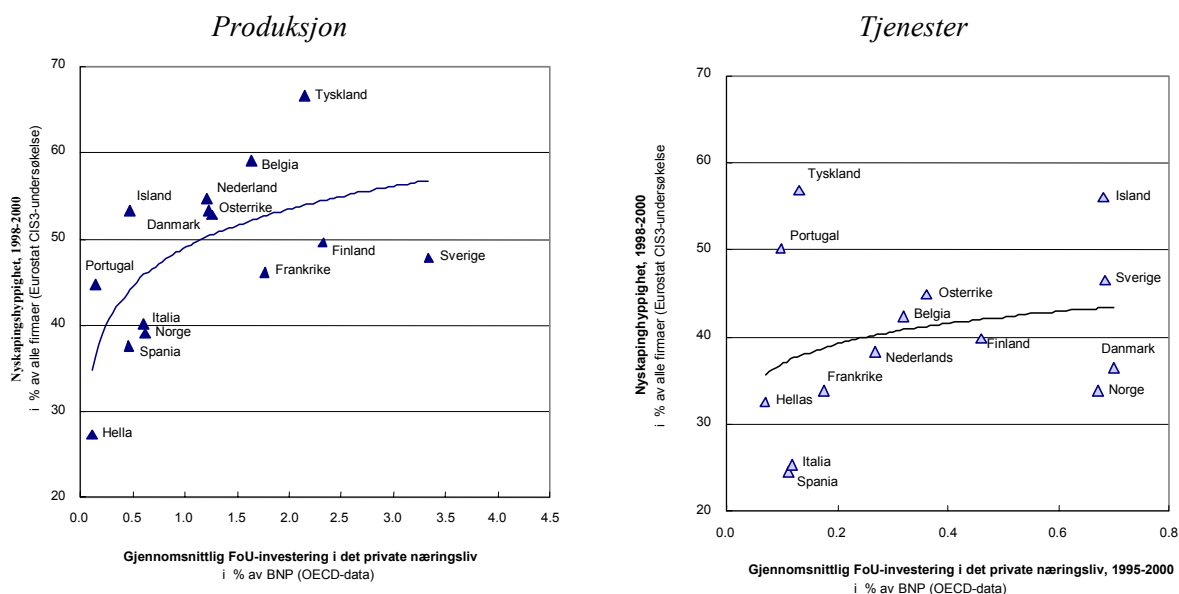 Produksjon
Nyskapingshyppighet, 1998-2000
i % av alle firmaer (Eurostat CIS3-undersøkelse)
70
60
50
40
30
20
Tyskland
Belgia
Nederland
Island
Osterrike
Danmark
Finland
Sverige
Frankrike
Portugal
Italia
Norge
Spania
Hella
0.0 0.5 1.0 1.5 2.0 2.5 3.0 3.5 4.0 4.5
Gjennomsnittlig FoU-investering i det private næringsliv
i % av BNP (OECD-data)
Tjenester
Nyskapinghyppighet, 1998-2000
i % av alle firmaer (Eurostat CIS3-undersøkelse)
70
60
50
40
30
20
Tyskland
Island
Portugal
Sverige
Osterrike
Belgia
Finland
Danmark
Nederlands
Frankrike
Norge
Hellas
Italia
Spania
0.0 0.2 0.4 0.6 0.8
Gjennomsnittlig FoU-investering i det private næringsliv, 1995-2000
i % av BNP (OECD-data)